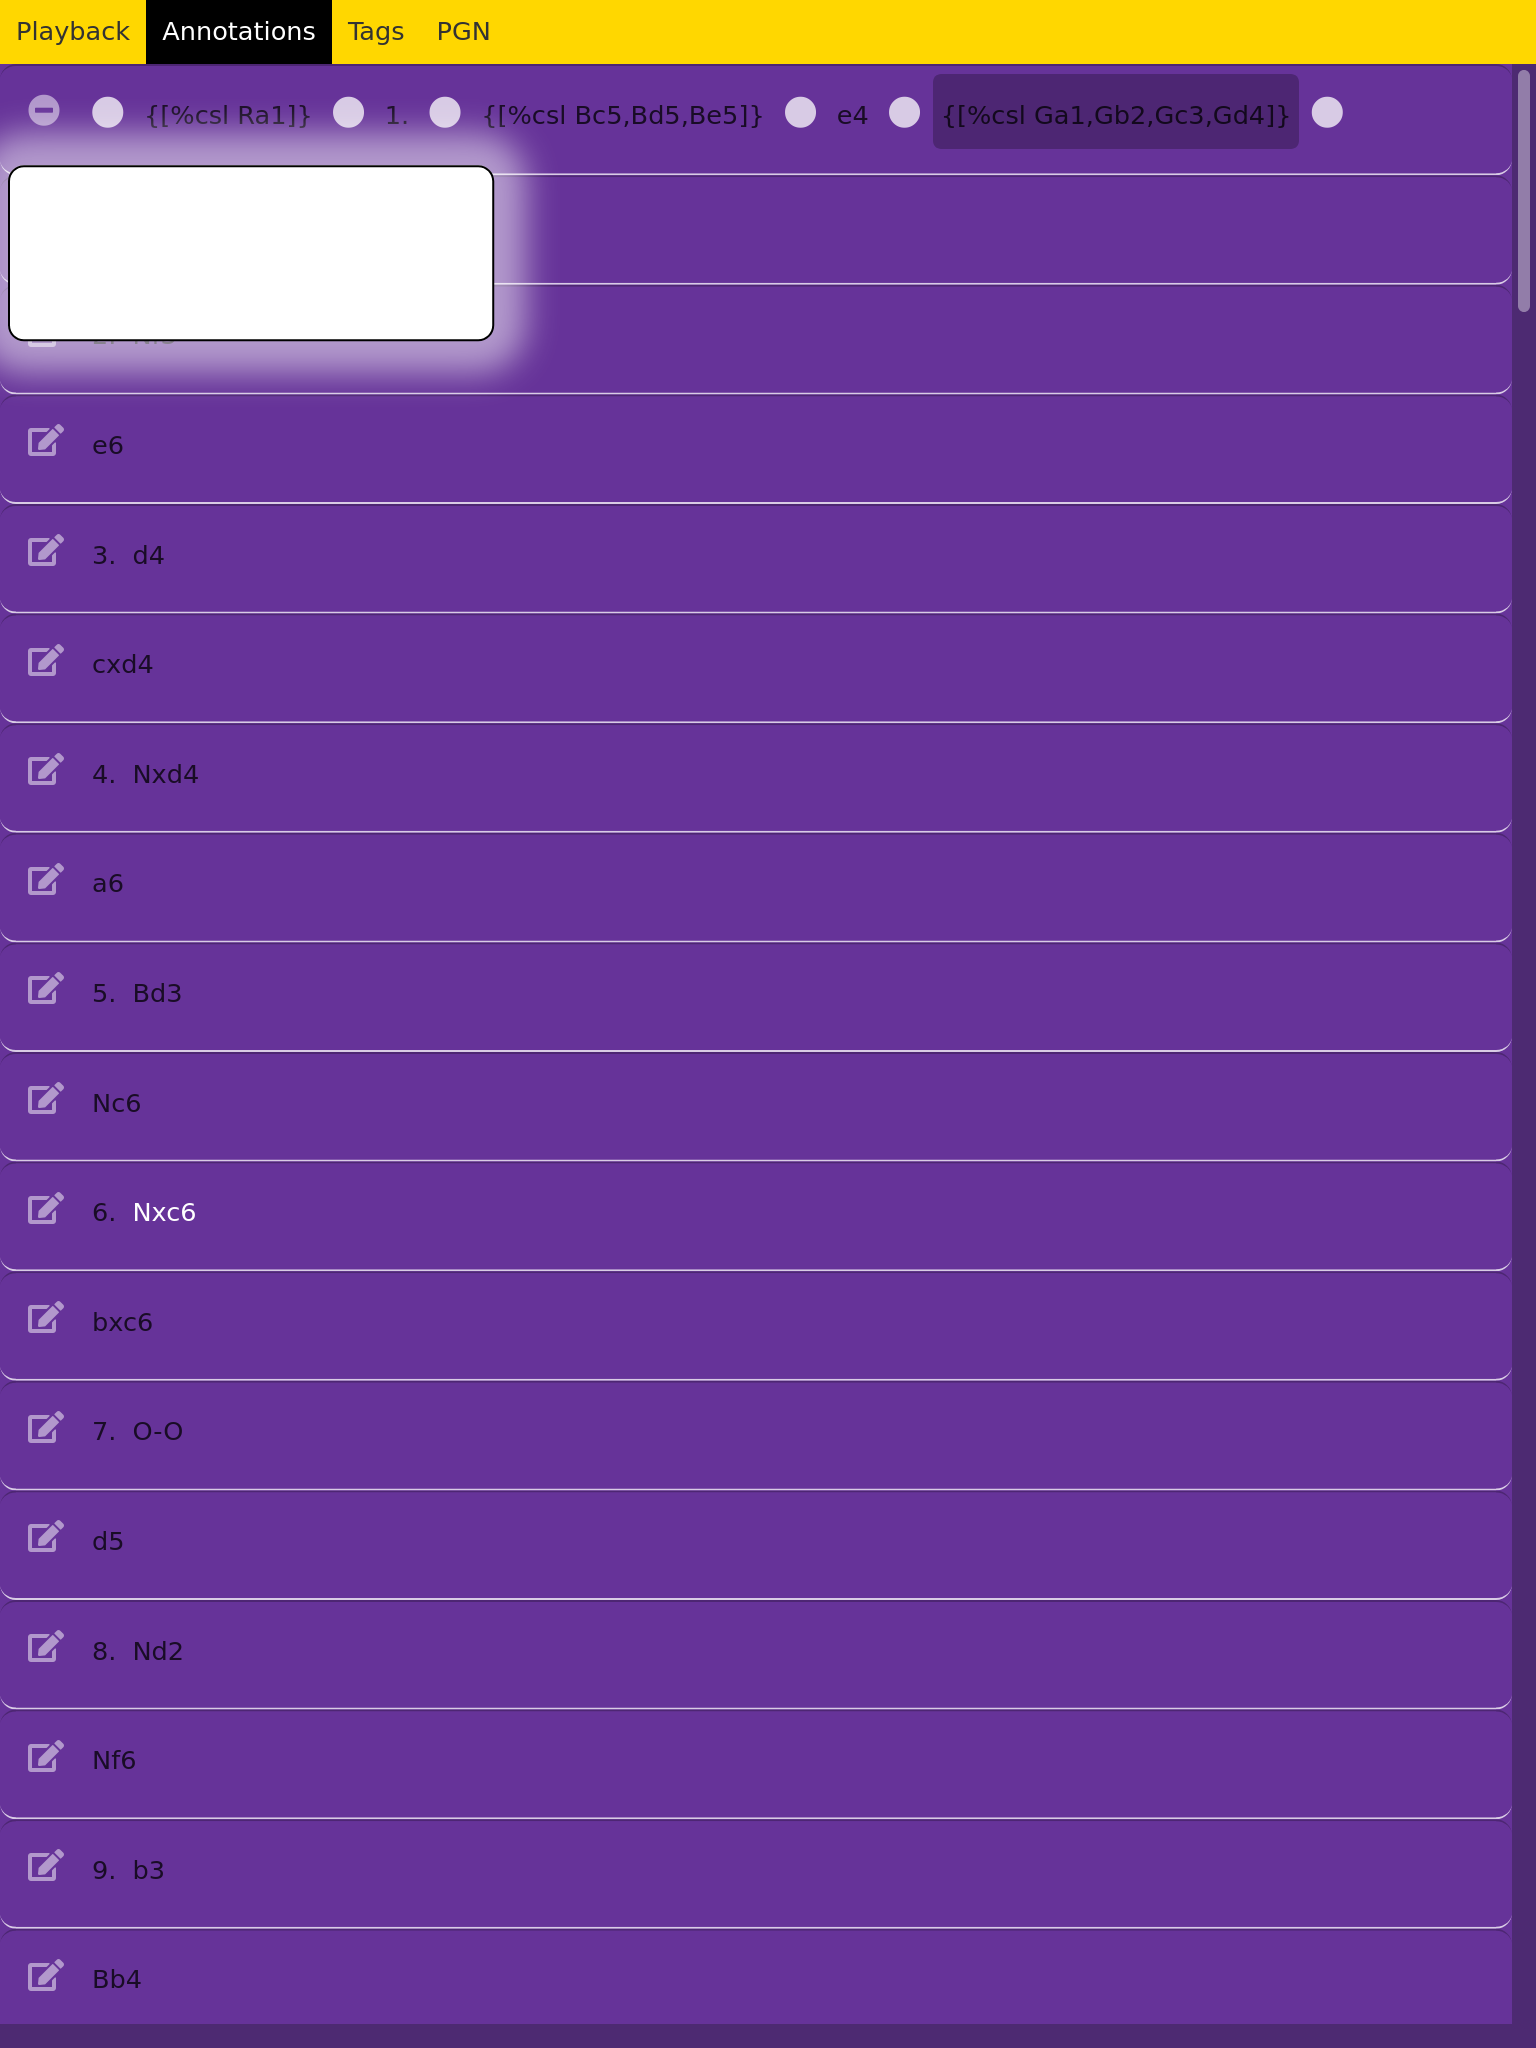 Playback Annotations Tags PGN
{[%csl Ra1]} 1. {[%csl Bc5,Bd5,Be5]} e4 {[%csl Ga1,Gb2,Gc3,Gd4]}
e6
3. d4
cxd4
4. Nxd4
a6
5. Bd3
Nc6
6. Nxc6
bxc6
7. O-O
d5
8. Nd2
Nf6
9. b3
Bb4